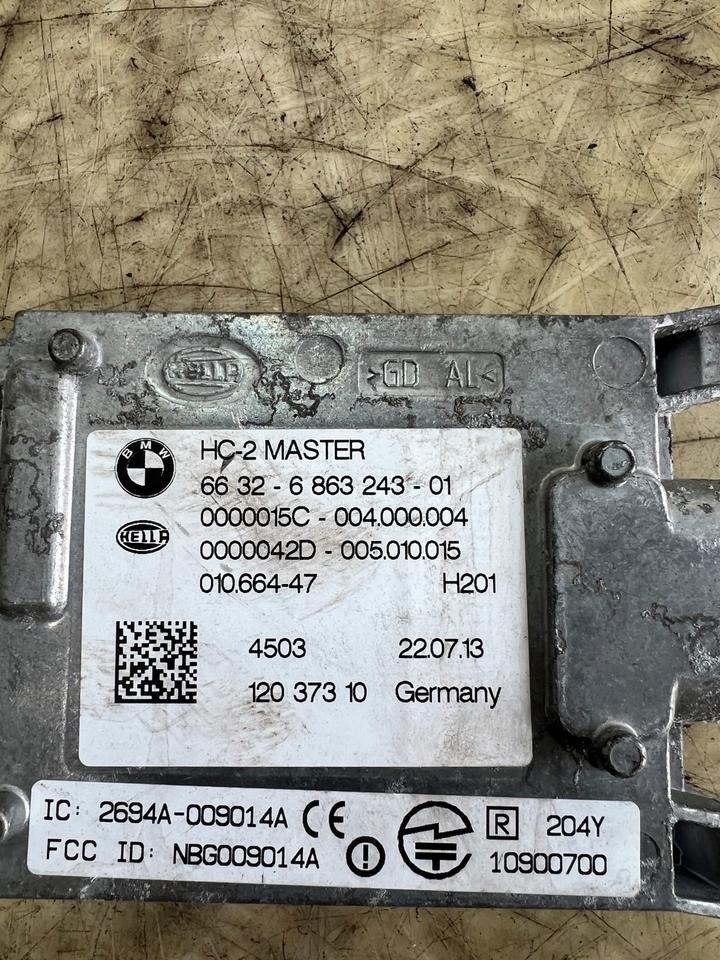 HELLA
>GD AL<
BMW
HC-2 MASTER
66 32 - 6 863 243 - 01
0000015C - 004.000.004
HELLA
0000042D - 005.010.015
010.664-47 H201
4503 22.07.13
120 373 10 Germany
IC: 2694A-009014A CE R 204Y
FCC ID: NBG009014A 10900700